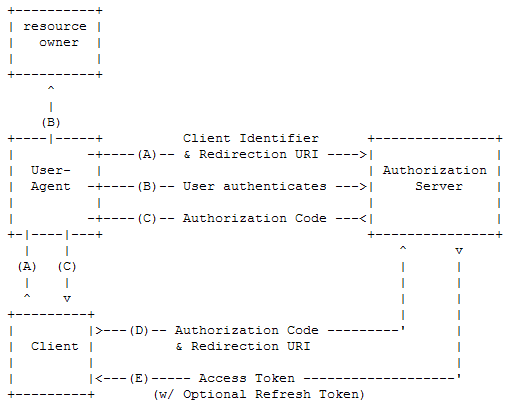 resource
owner
(B)
Client Identifier
User-
Agent
(A)
& Redirection URI
Authorization
Server
(B)
User authenticates
(C)
Authorization Code
(A)
(C)
(D)
Authorization Code
Client
& Redirection URI
(E)
Access Token
(w/ Optional Refresh Token)